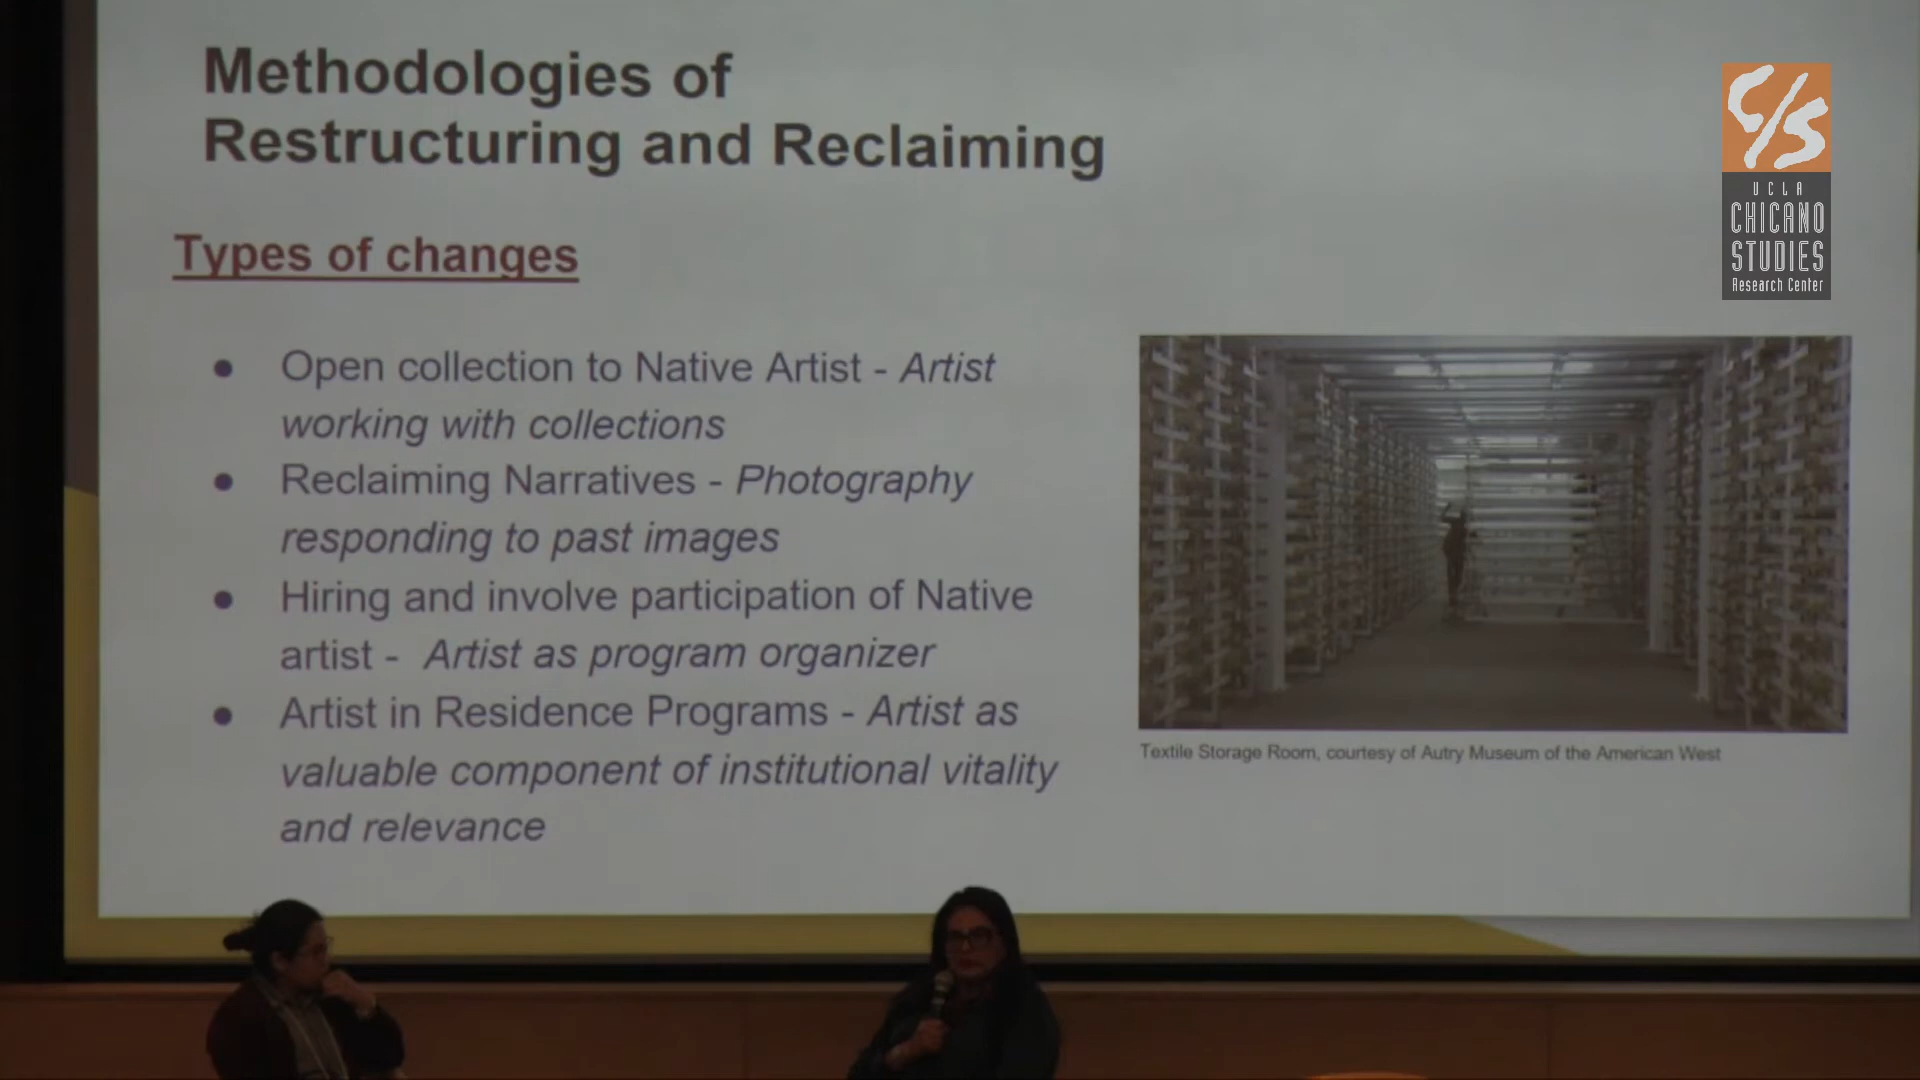 Methodologies of
Restructuring and Reclaiming
Types of changes
● Open collection to Native Artist - Artist
working with collections
● Reclaiming Narratives - Photography
responding to past images
● Hiring and involve participation of Native
artist - Artist as program organizer
● Artist in Residence Programs - Artist as
valuable component of institutional vitality
and relevance
Textile Storage Room, courtesy of Autry Museum of the American West
C/S
UCLA
CHICANO
STUDIES
Research Center